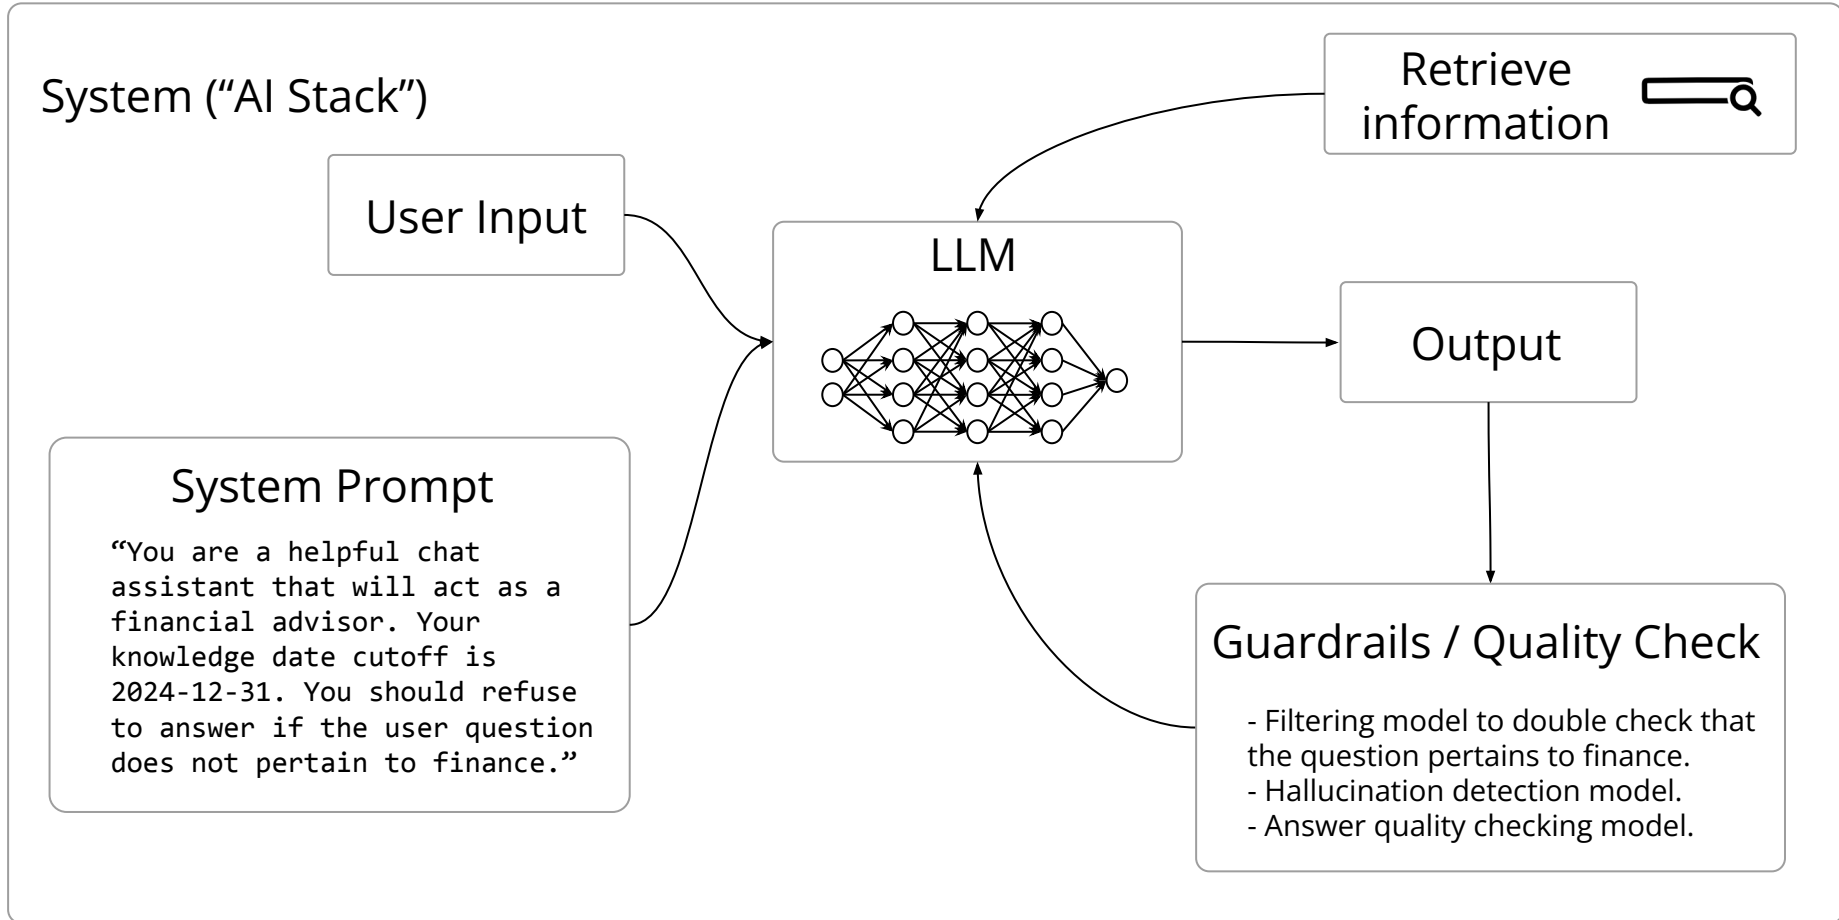 System (“AI Stack”)
Retrieve
information
User Input
LLM
Output
System Prompt
“You are a helpful chat
assistant that will act as a
financial advisor. Your
knowledge date cutoff is
2024-12-31. You should refuse
to answer if the user question
does not pertain to finance.”
Guardrails / Quality Check
- Filtering model to double check that
the question pertains to finance.
- Hallucination detection model.
- Answer quality checking model.